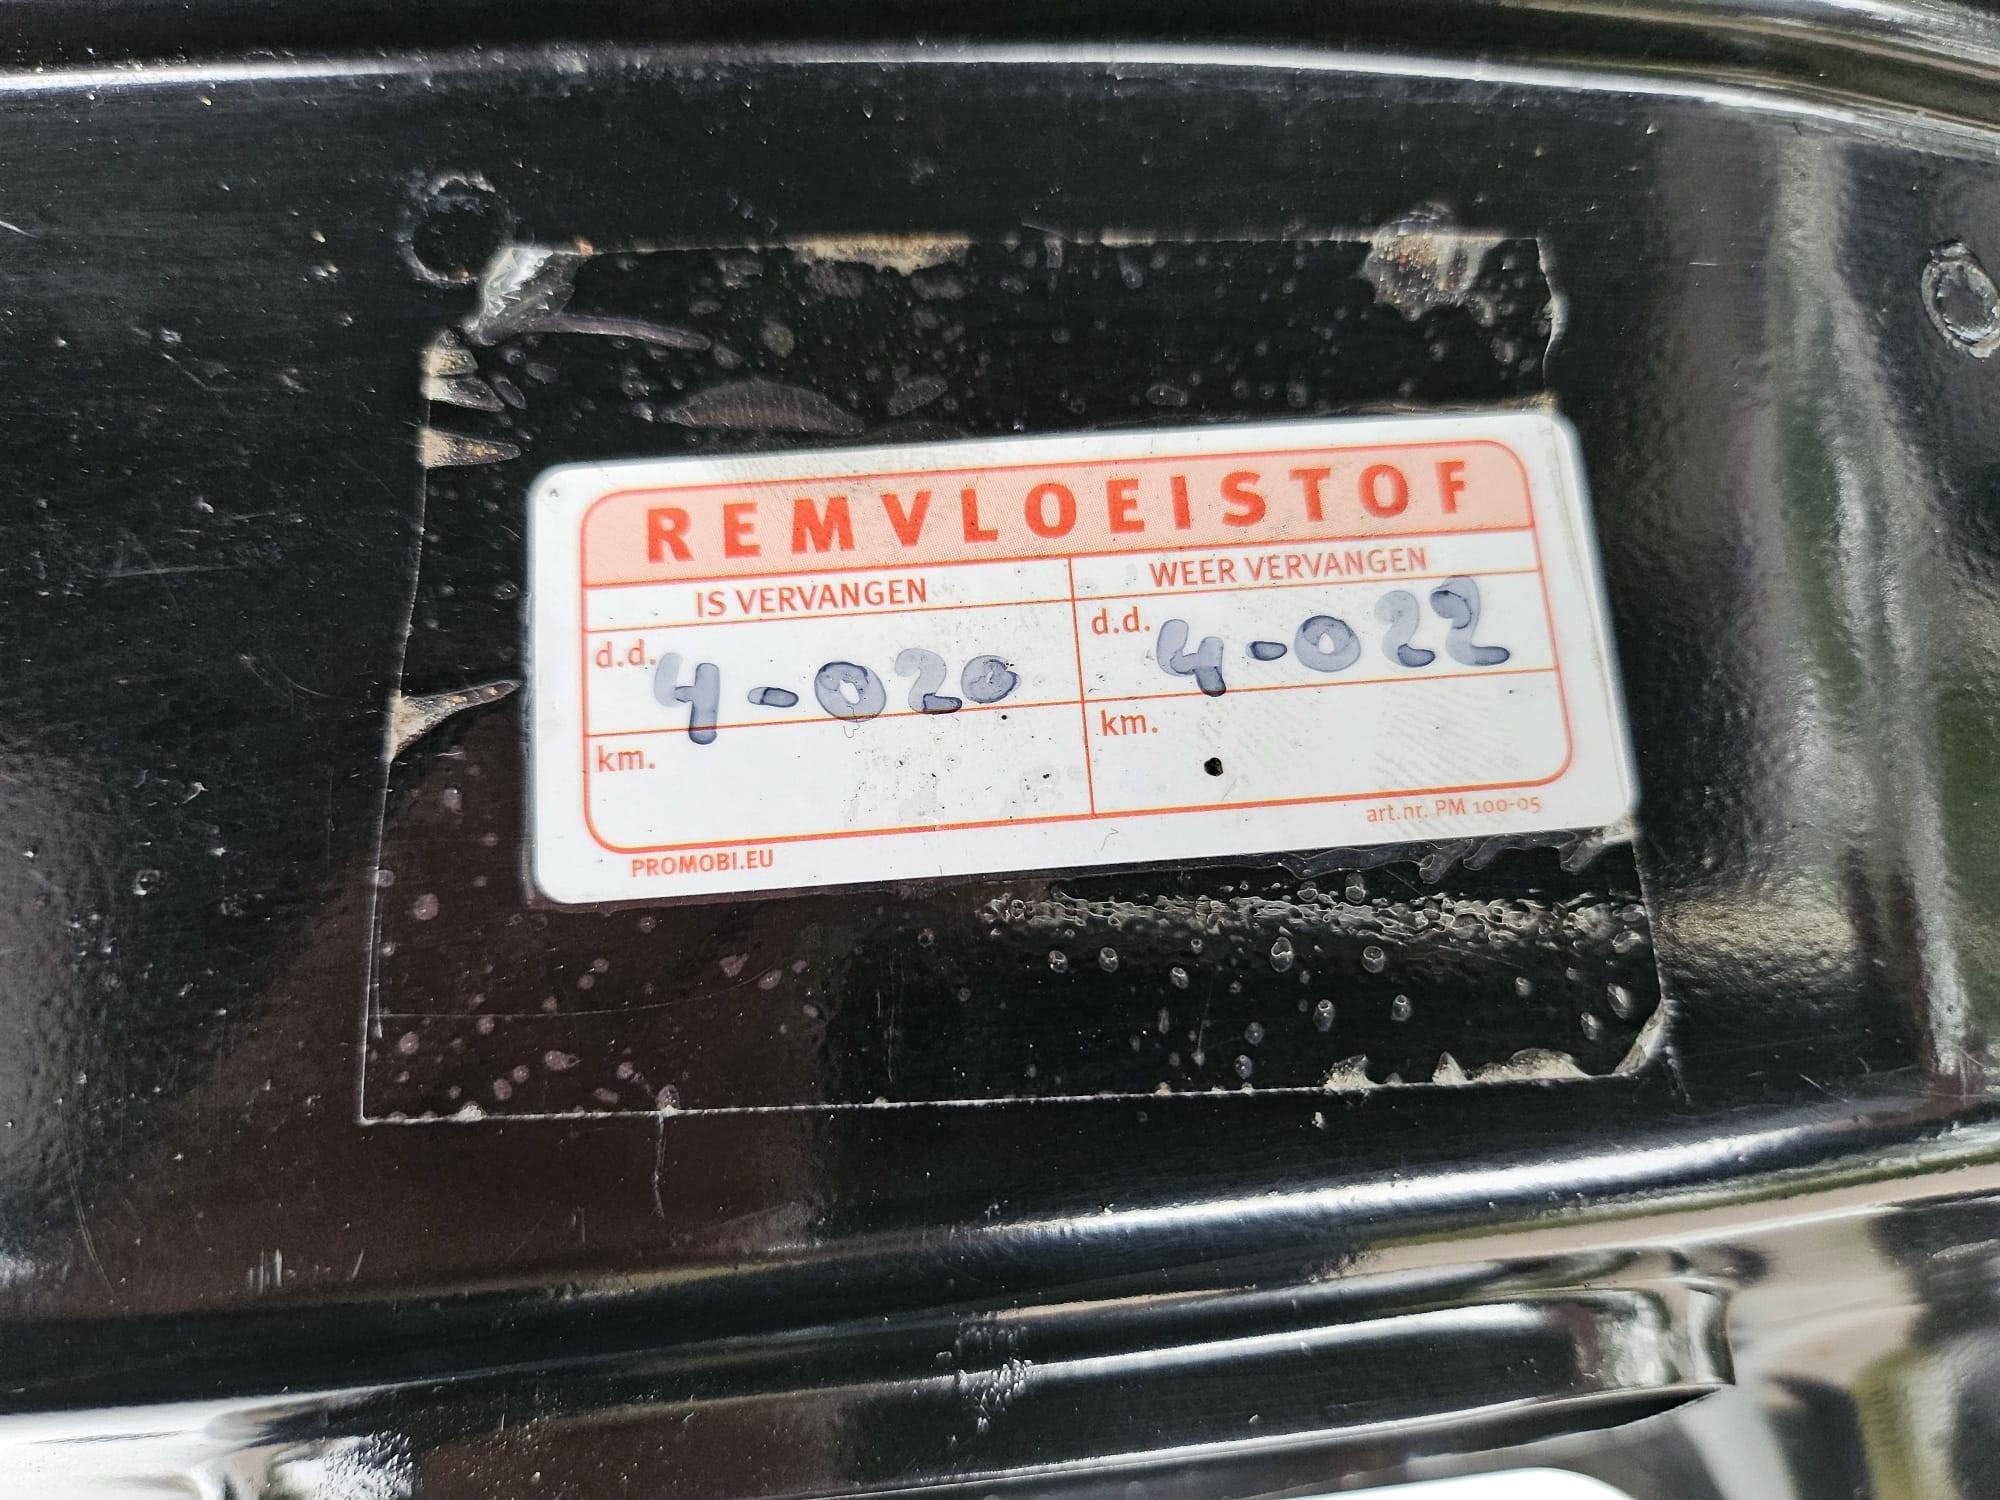 REMVLOEISTOF
IS VERVANGEN
WEER VERVANGEN
d.d. 4-020
d.d. 4-022
km.
km.
PROMOBI.EU
art.nr. PM 100-05